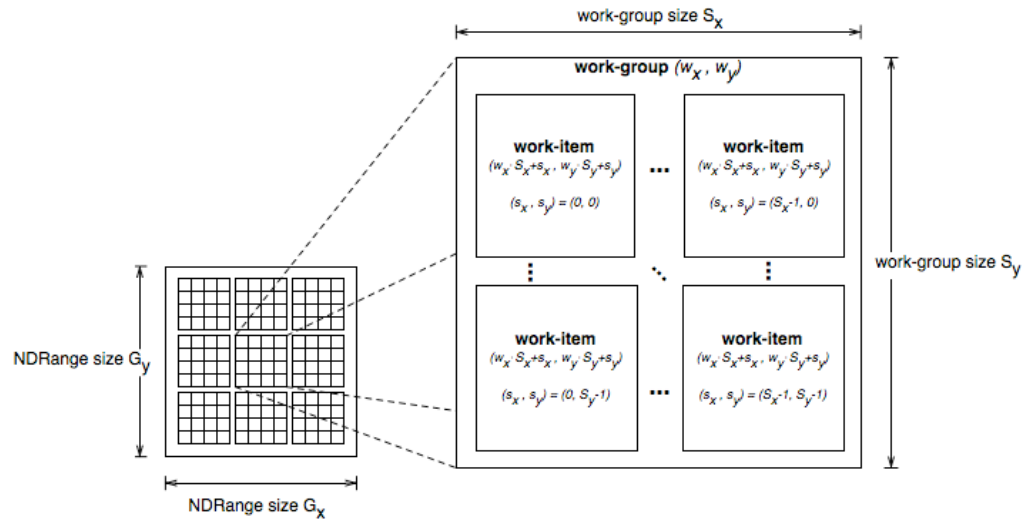 work-group size Sx
work-group (wx , wy)
work-item
(wx· Sx+sx , wy· Sy+sy)
(sx , sy) = (0, 0)
...
work-item
(wx· Sx+sx , wy· Sy+sy)
(sx , sy) = (Sx-1, 0)
work-group size Sy
NDRange size Gy
work-item
(wx· Sx+sx , wy· Sy+sy)
(sx , sy) = (0, Sy-1)
...
work-item
(wx· Sx+sx , wy· Sy+sy)
(sx , sy) = (Sx-1, Sy-1)
NDRange size Gx